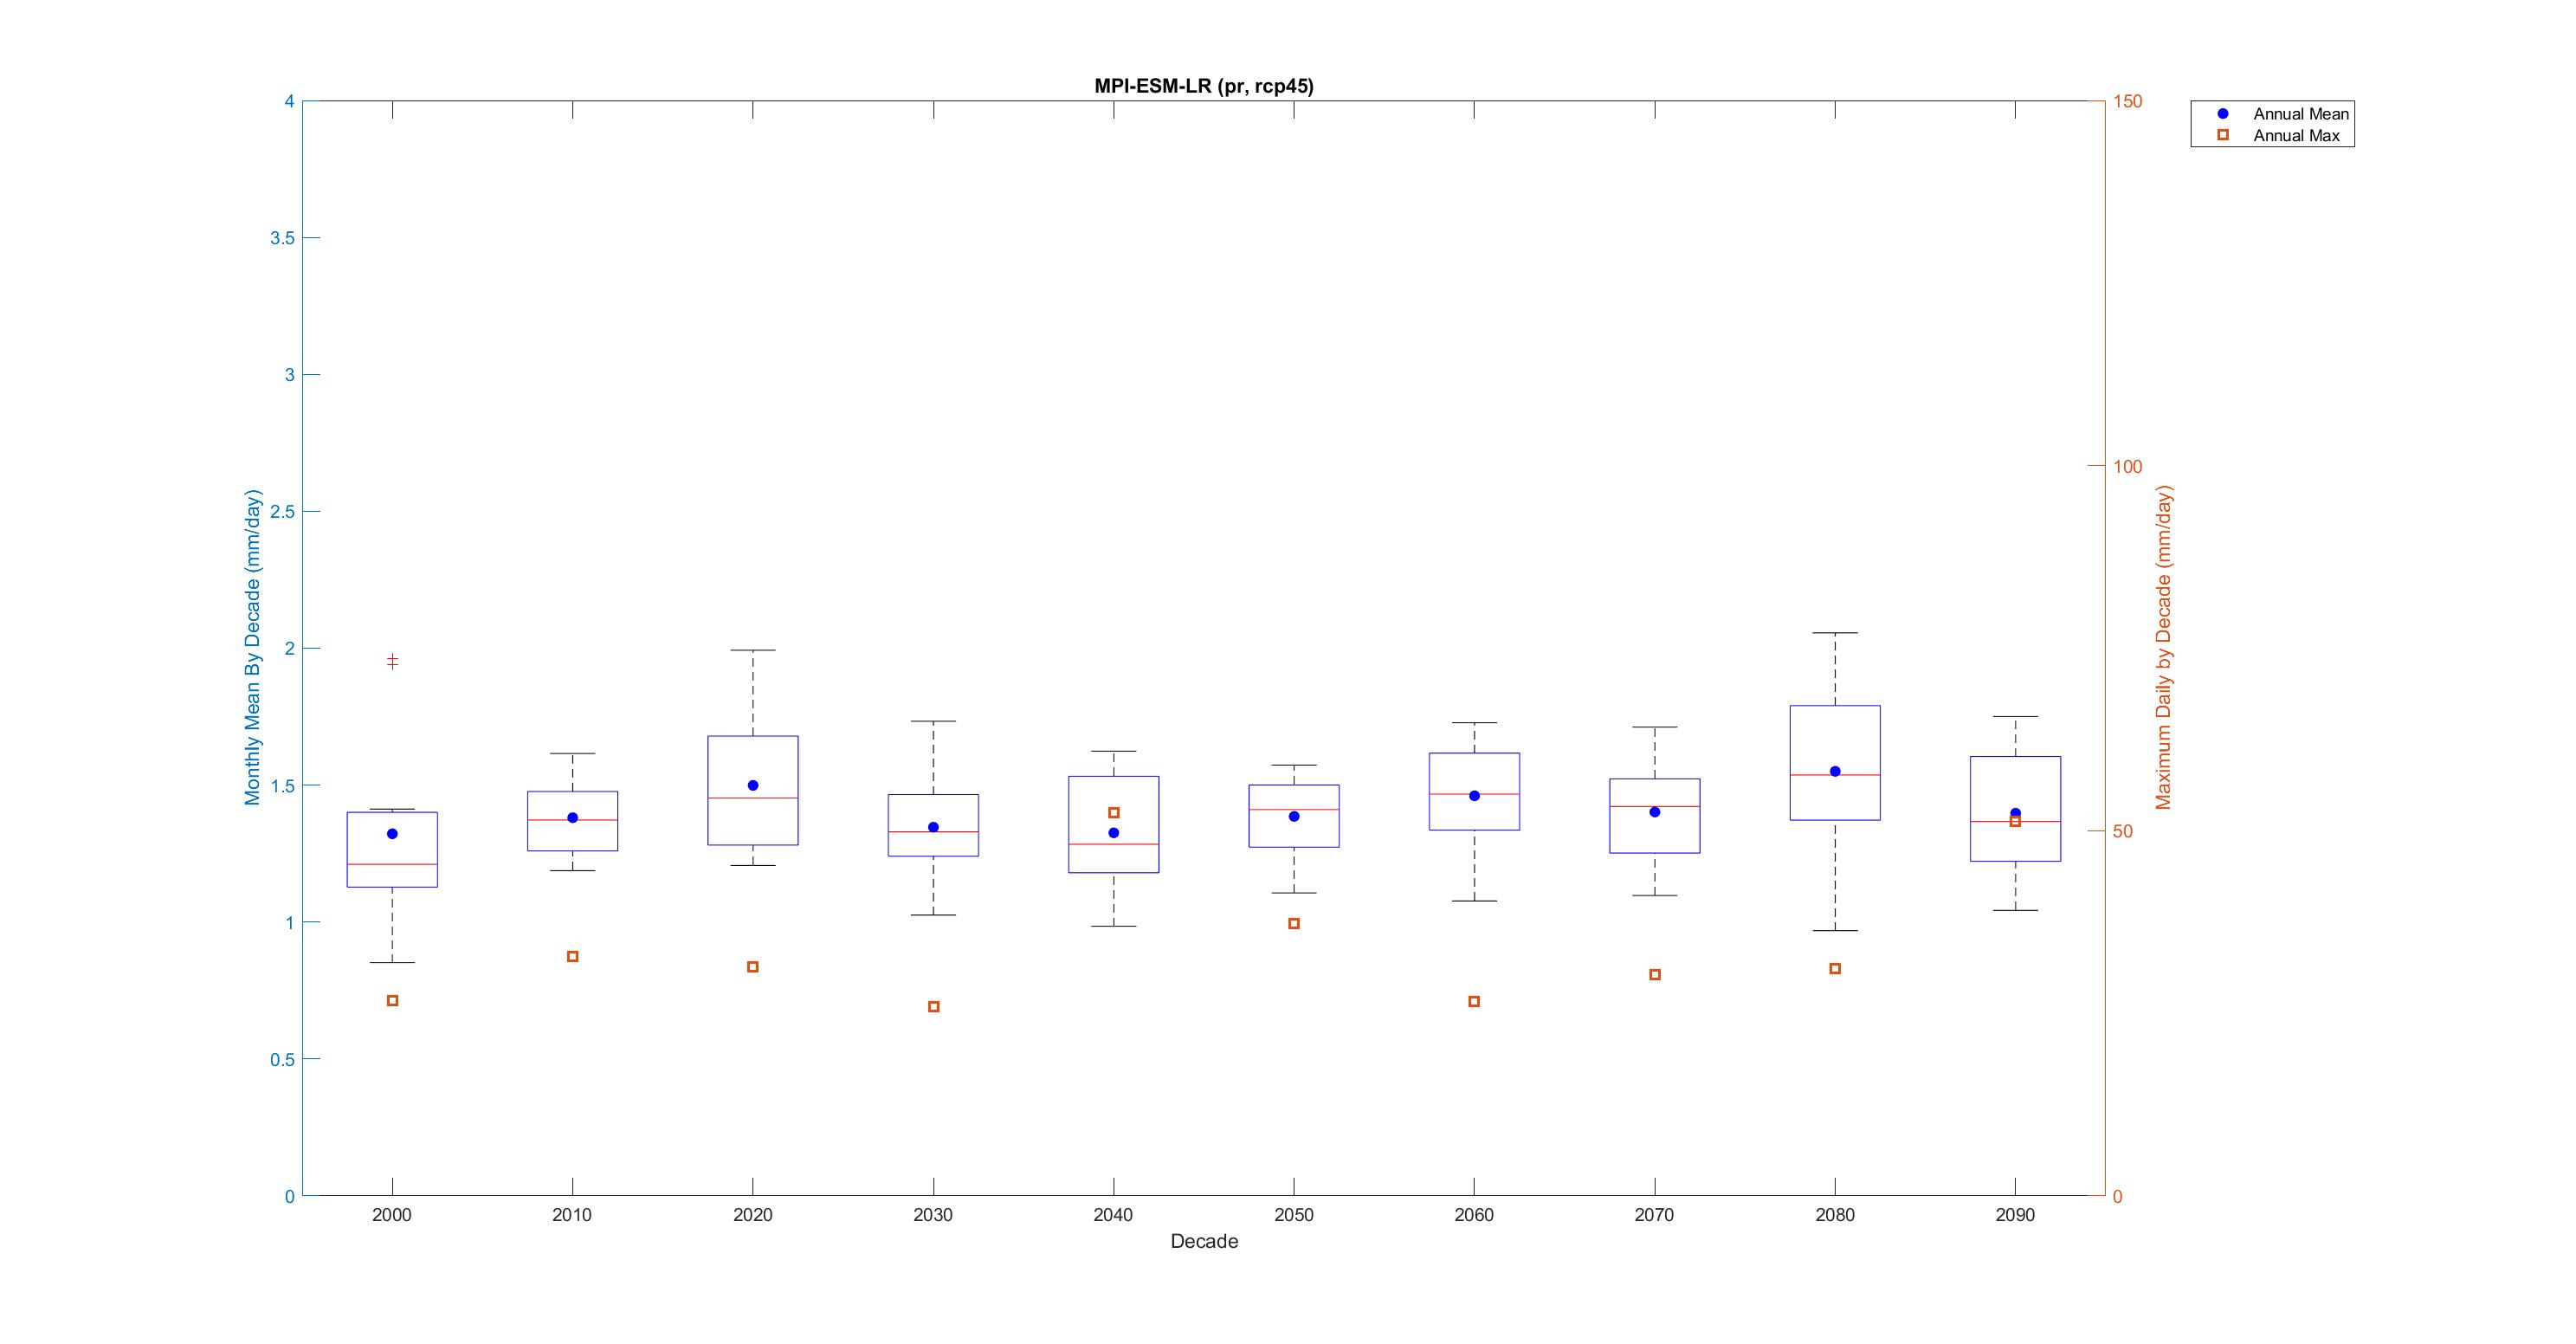 MPI-ESM-LR (pr, rcp45)
Annual Mean
Annual Max
Monthly Mean By Decade (mm/day)
4
3.5
3
2.5
2
1.5
1
0.5
0
150
100
50
0
Maximum Daily by Decade (mm/day)
2000 2010 2020 2030 2040 2050 2060 2070 2080 2090
Decade